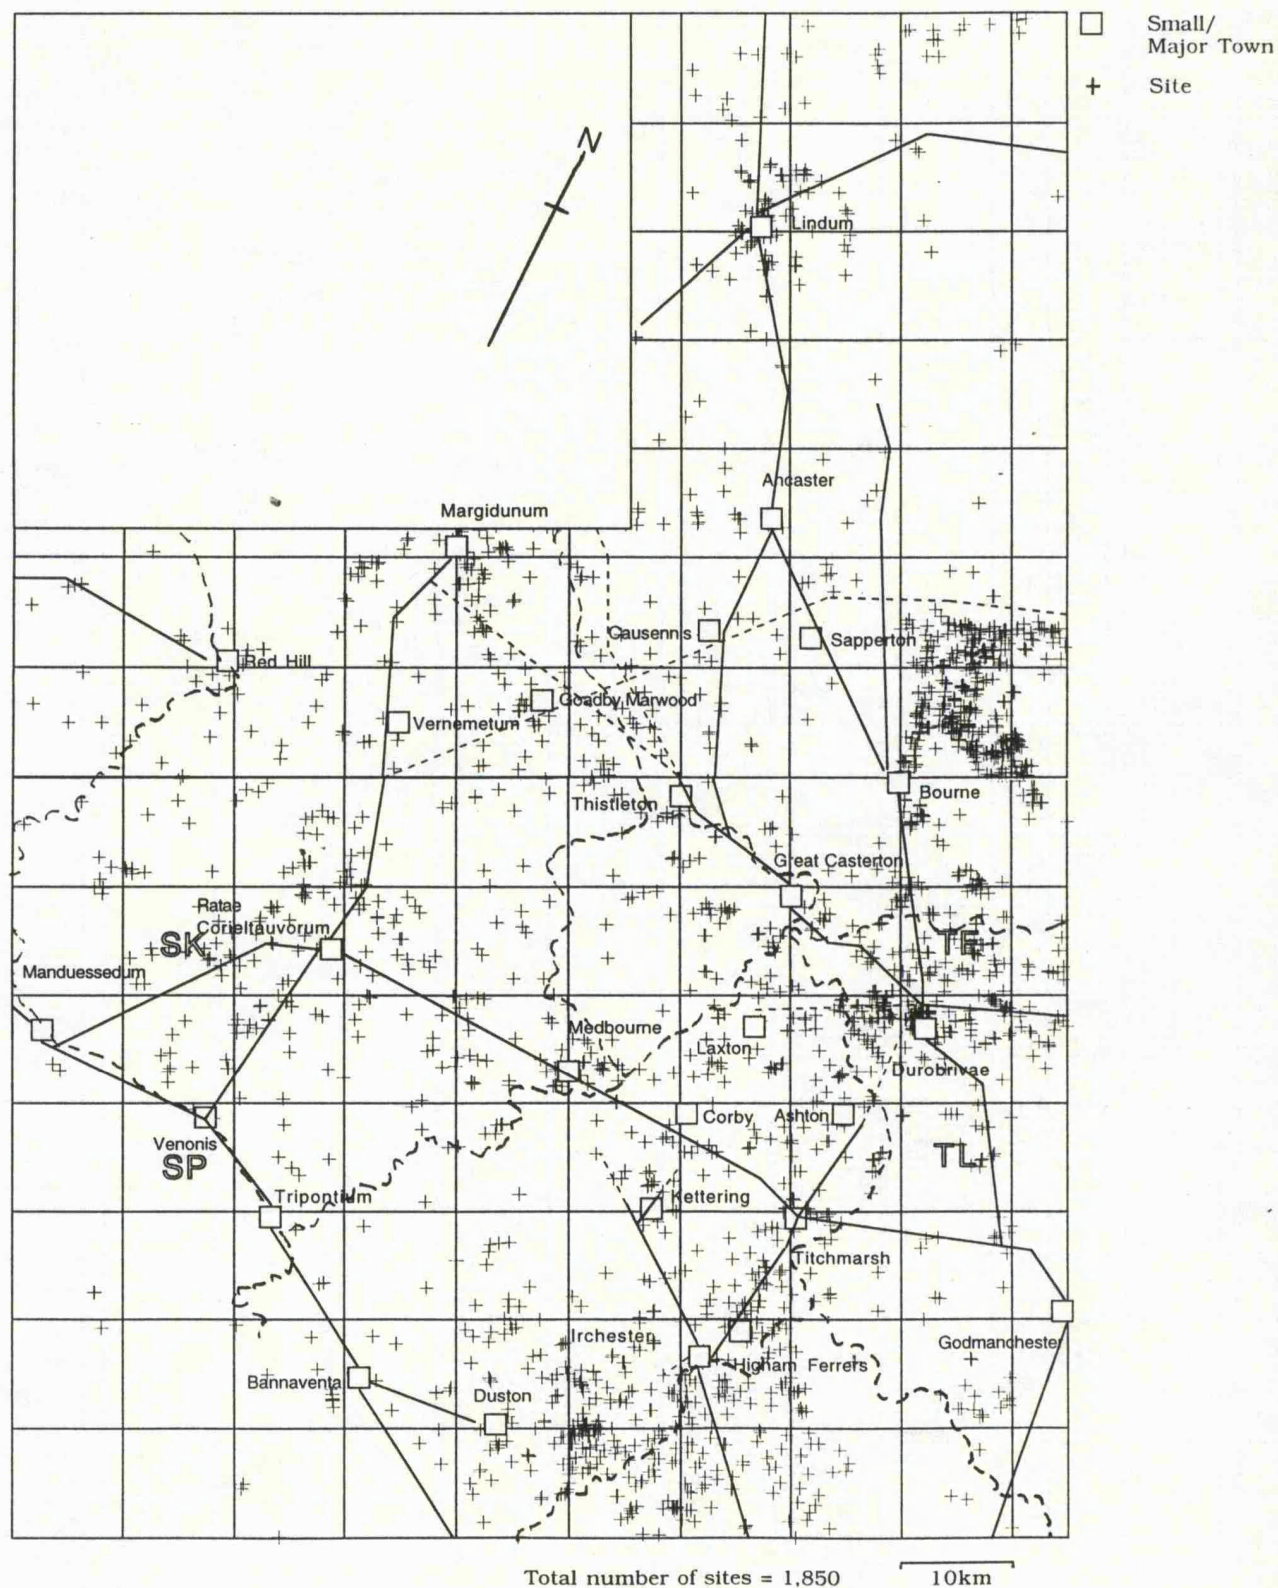 Small/
Major Town
Site
N
Lindum
Ancaster
Margidunum
Causennis
Sapperton
Red Hill
Goadby Marwood
Vernemetum
Bourne
Thistleton
Great Casterton
Ratae
Corieltauvorum
SK
TF
Manduessedum
Medbourne
Laxton
Durobrivae
Corby
Ashton
Venonis
SP
TL
Tripontium
Kettering
Titchmarsh
Irchester
Godmanchester
Higham Ferrers
Bannaventa
Duston
Total number of sites = 1,850
10km